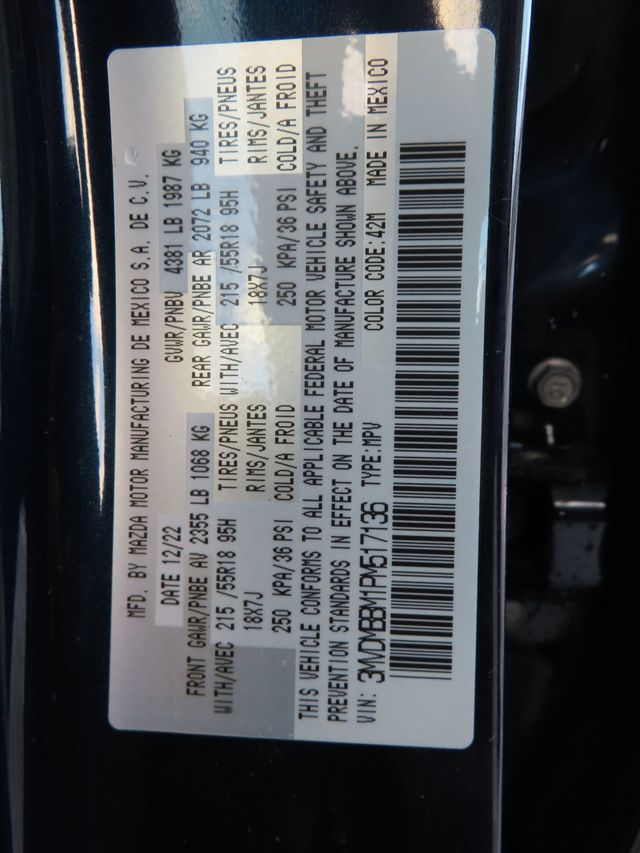 MFD. BY MAZDA MOTOR MANUFACTURING DE MEXICO S.A. DE C.V.
DATE 12/22 GVWR/PNBV 4381 LB 1987 KG
FRONT GAWR/PNBE AV 2355 LB 1068 KG REAR GAWR/PNBE AR 2072 LB 940 KG
WITH/AVEC 215 /55R18 95H TIRES/PNEUS WITH/AVEC 215 /55R18 95H TIRES/PNEUS
18X7J RIMS/JANTES 18X7J RIMS/JANTES
250 KPA/36 PSI COLD/A FROID 250 KPA/36 PSI COLD/A FROID
THIS VEHICLE CONFORMS TO ALL APPLICABLE FEDERAL MOTOR VEHICLE SAFETY AND THEFT
PREVENTION STANDARDS IN EFFECT ON THE DATE OF MANUFACTURE SHOWN ABOVE.
VIN: 3MVDMBBM1PM517136 TYPE:MPV COLOR CODE:42M MADE IN MEXICO